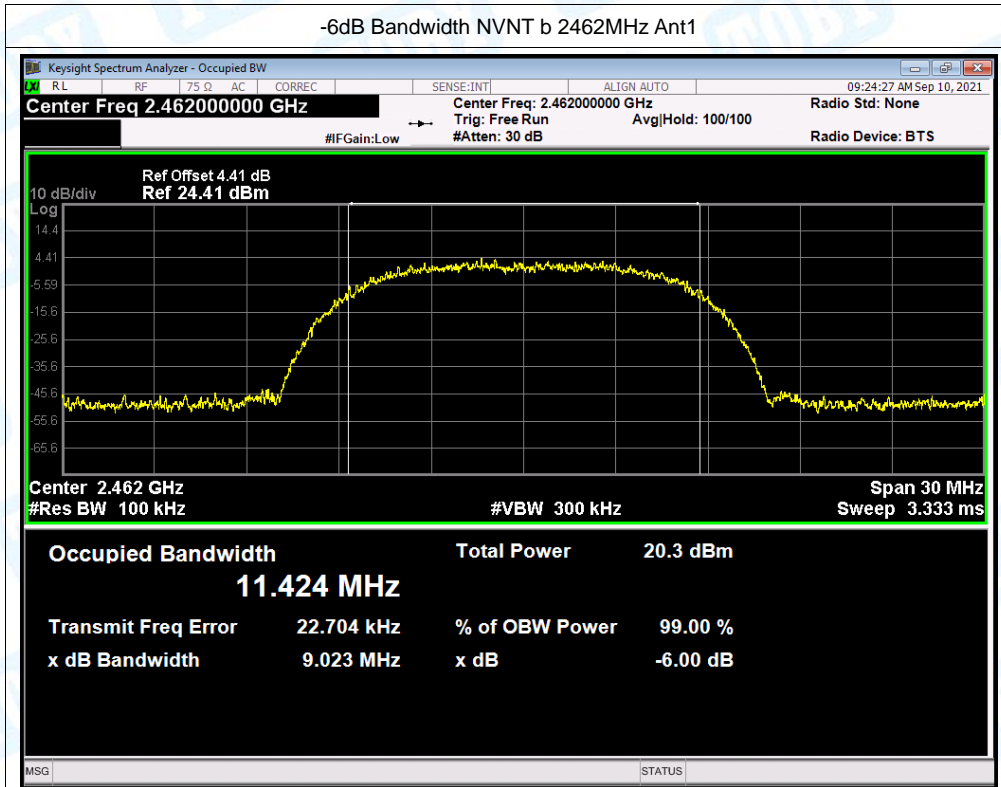 -6dB Bandwidth NVNT b 2462MHz Ant1
Keysight Spectrum Analyzer - Occupied BW
LXI RL RF 75 Ω AC CORREC SENSE:INT ALIGN AUTO 09:24:27 AM Sep 10, 2021
Center Freq 2.462000000 GHz
Center Freq: 2.462000000 GHz
Radio Std: None
Trig: Free Run
Avg|Hold: 100/100
#IFGain:Low
#Atten: 30 dB
Radio Device: BTS
Ref Offset 4.41 dB
10 dB/div
Ref 24.41 dBm
Log
14.4
4.41
-5.59
-15.6
-25.6
-35.6
-45.6
-55.6
-65.6
Center 2.462 GHz
Span 30 MHz
#Res BW 100 kHz
#VBW 300 kHz
Sweep 3.333 ms
Occupied Bandwidth
Total Power 20.3 dBm
11.424 MHz
Transmit Freq Error 22.704 kHz
% of OBW Power 99.00 %
x dB Bandwidth 9.023 MHz
x dB -6.00 dB
MSG
STATUS